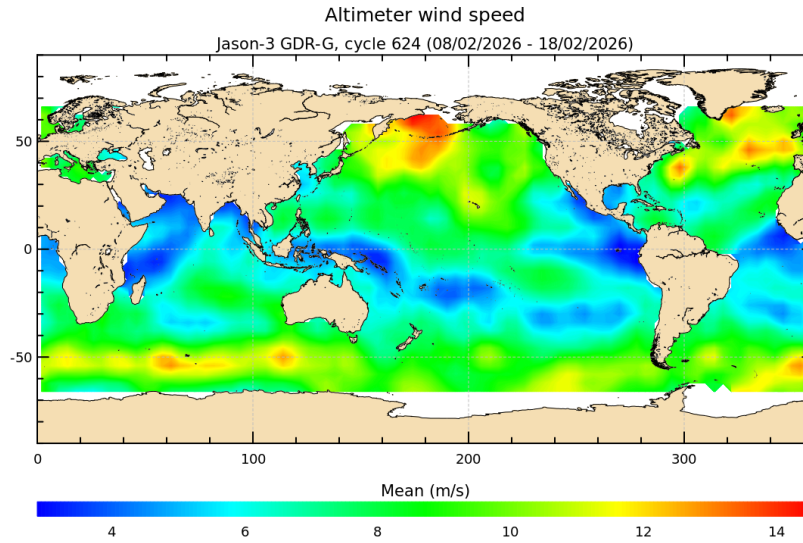 Altimeter wind speed
Jason-3 GDR-G, cycle 624 (08/02/2026 - 18/02/2026)
50
0
-50
0 100 200 300
Mean (m/s)
4 6 8 10 12 14